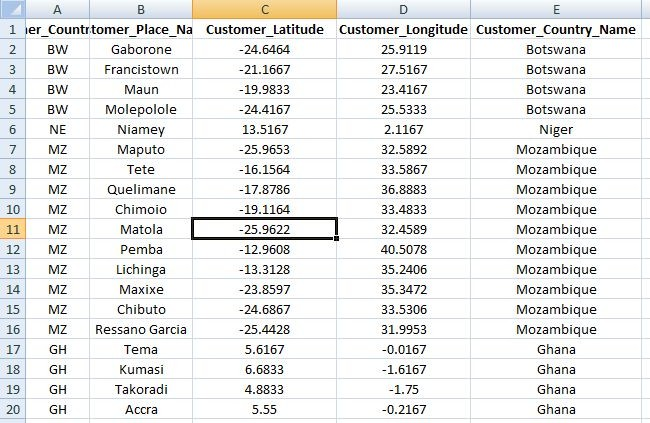 A B C D E
1 er_Countr tomer_Place_Na Customer_Latitude Customer_Longitude Customer_Country_Name
2 BW Gaborone -24.6464 25.9119 Botswana
3 BW Francistown -21.1667 27.5167 Botswana
4 BW Maun -19.9833 23.4167 Botswana
5 BW Molepolole -24.4167 25.5333 Botswana
6 NE Niamey 13.5167 2.1167 Niger
7 MZ Maputo -25.9653 32.5892 Mozambique
8 MZ Tete -16.1564 33.5867 Mozambique
9 MZ Quelimane -17.8786 36.8883 Mozambique
10 MZ Chimoio -19.1164 33.4833 Mozambique
11 MZ Matola -25.9622 32.4589 Mozambique
12 MZ Pemba -12.9608 40.5078 Mozambique
13 MZ Lichinga -13.3128 35.2406 Mozambique
14 MZ Maxixe -23.8597 35.3472 Mozambique
15 MZ Chibuto -24.6867 33.5306 Mozambique
16 MZ Ressano Garcia -25.4428 31.9953 Mozambique
17 GH Tema 5.6167 -0.0167 Ghana
18 GH Kumasi 6.6833 -1.6167 Ghana
19 GH Takoradi 4.8833 -1.75 Ghana
20 GH Accra 5.55 -0.2167 Ghana